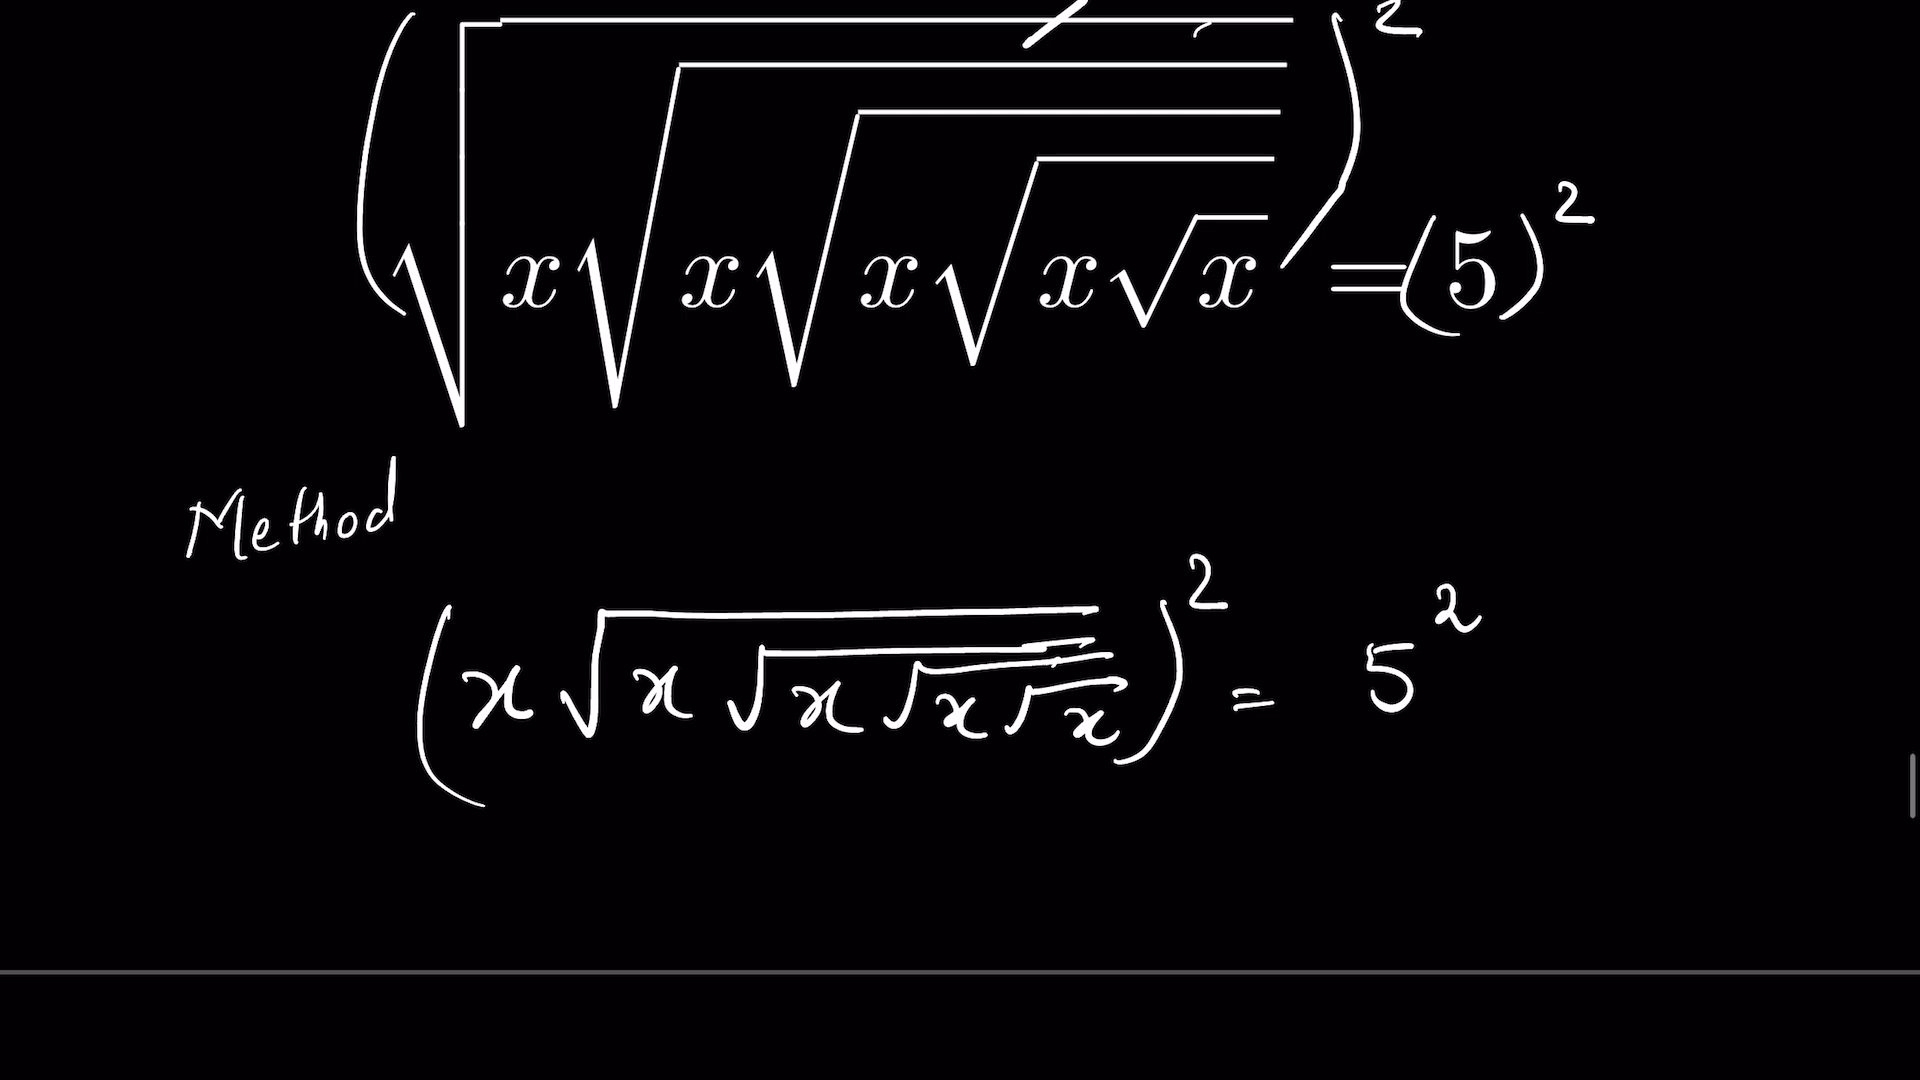 (√(x√(x√(x√(x√x)))))² = (5)²
Method
(x√(x√(x√(x√x))))² = 5²